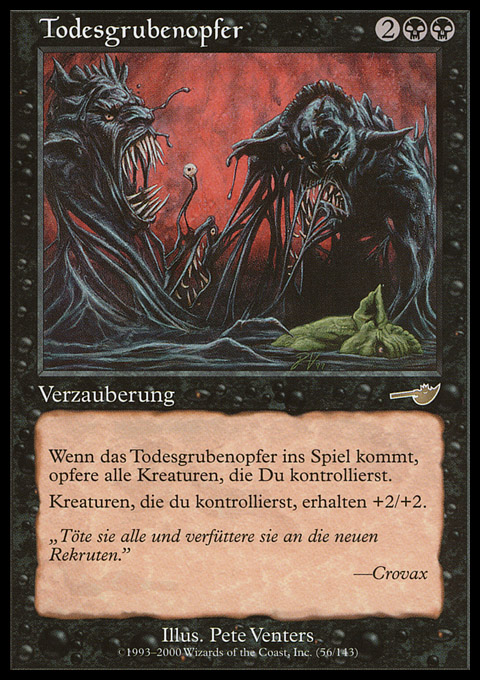 Todesgrubenopfer 2
Verzauberung
Wenn das Todesgrubenopfer ins Spiel kommt,
opfere alle Kreaturen, die Du kontrollierst.
Kreaturen, die du kontrollierst, erhalten +2/+2.
„Töte sie alle und verfüttere sie an die neuen
Rekruten.”
—Crovax
Illus. Pete Venters
©1993–2000 Wizards of the Coast, Inc. (56/143)